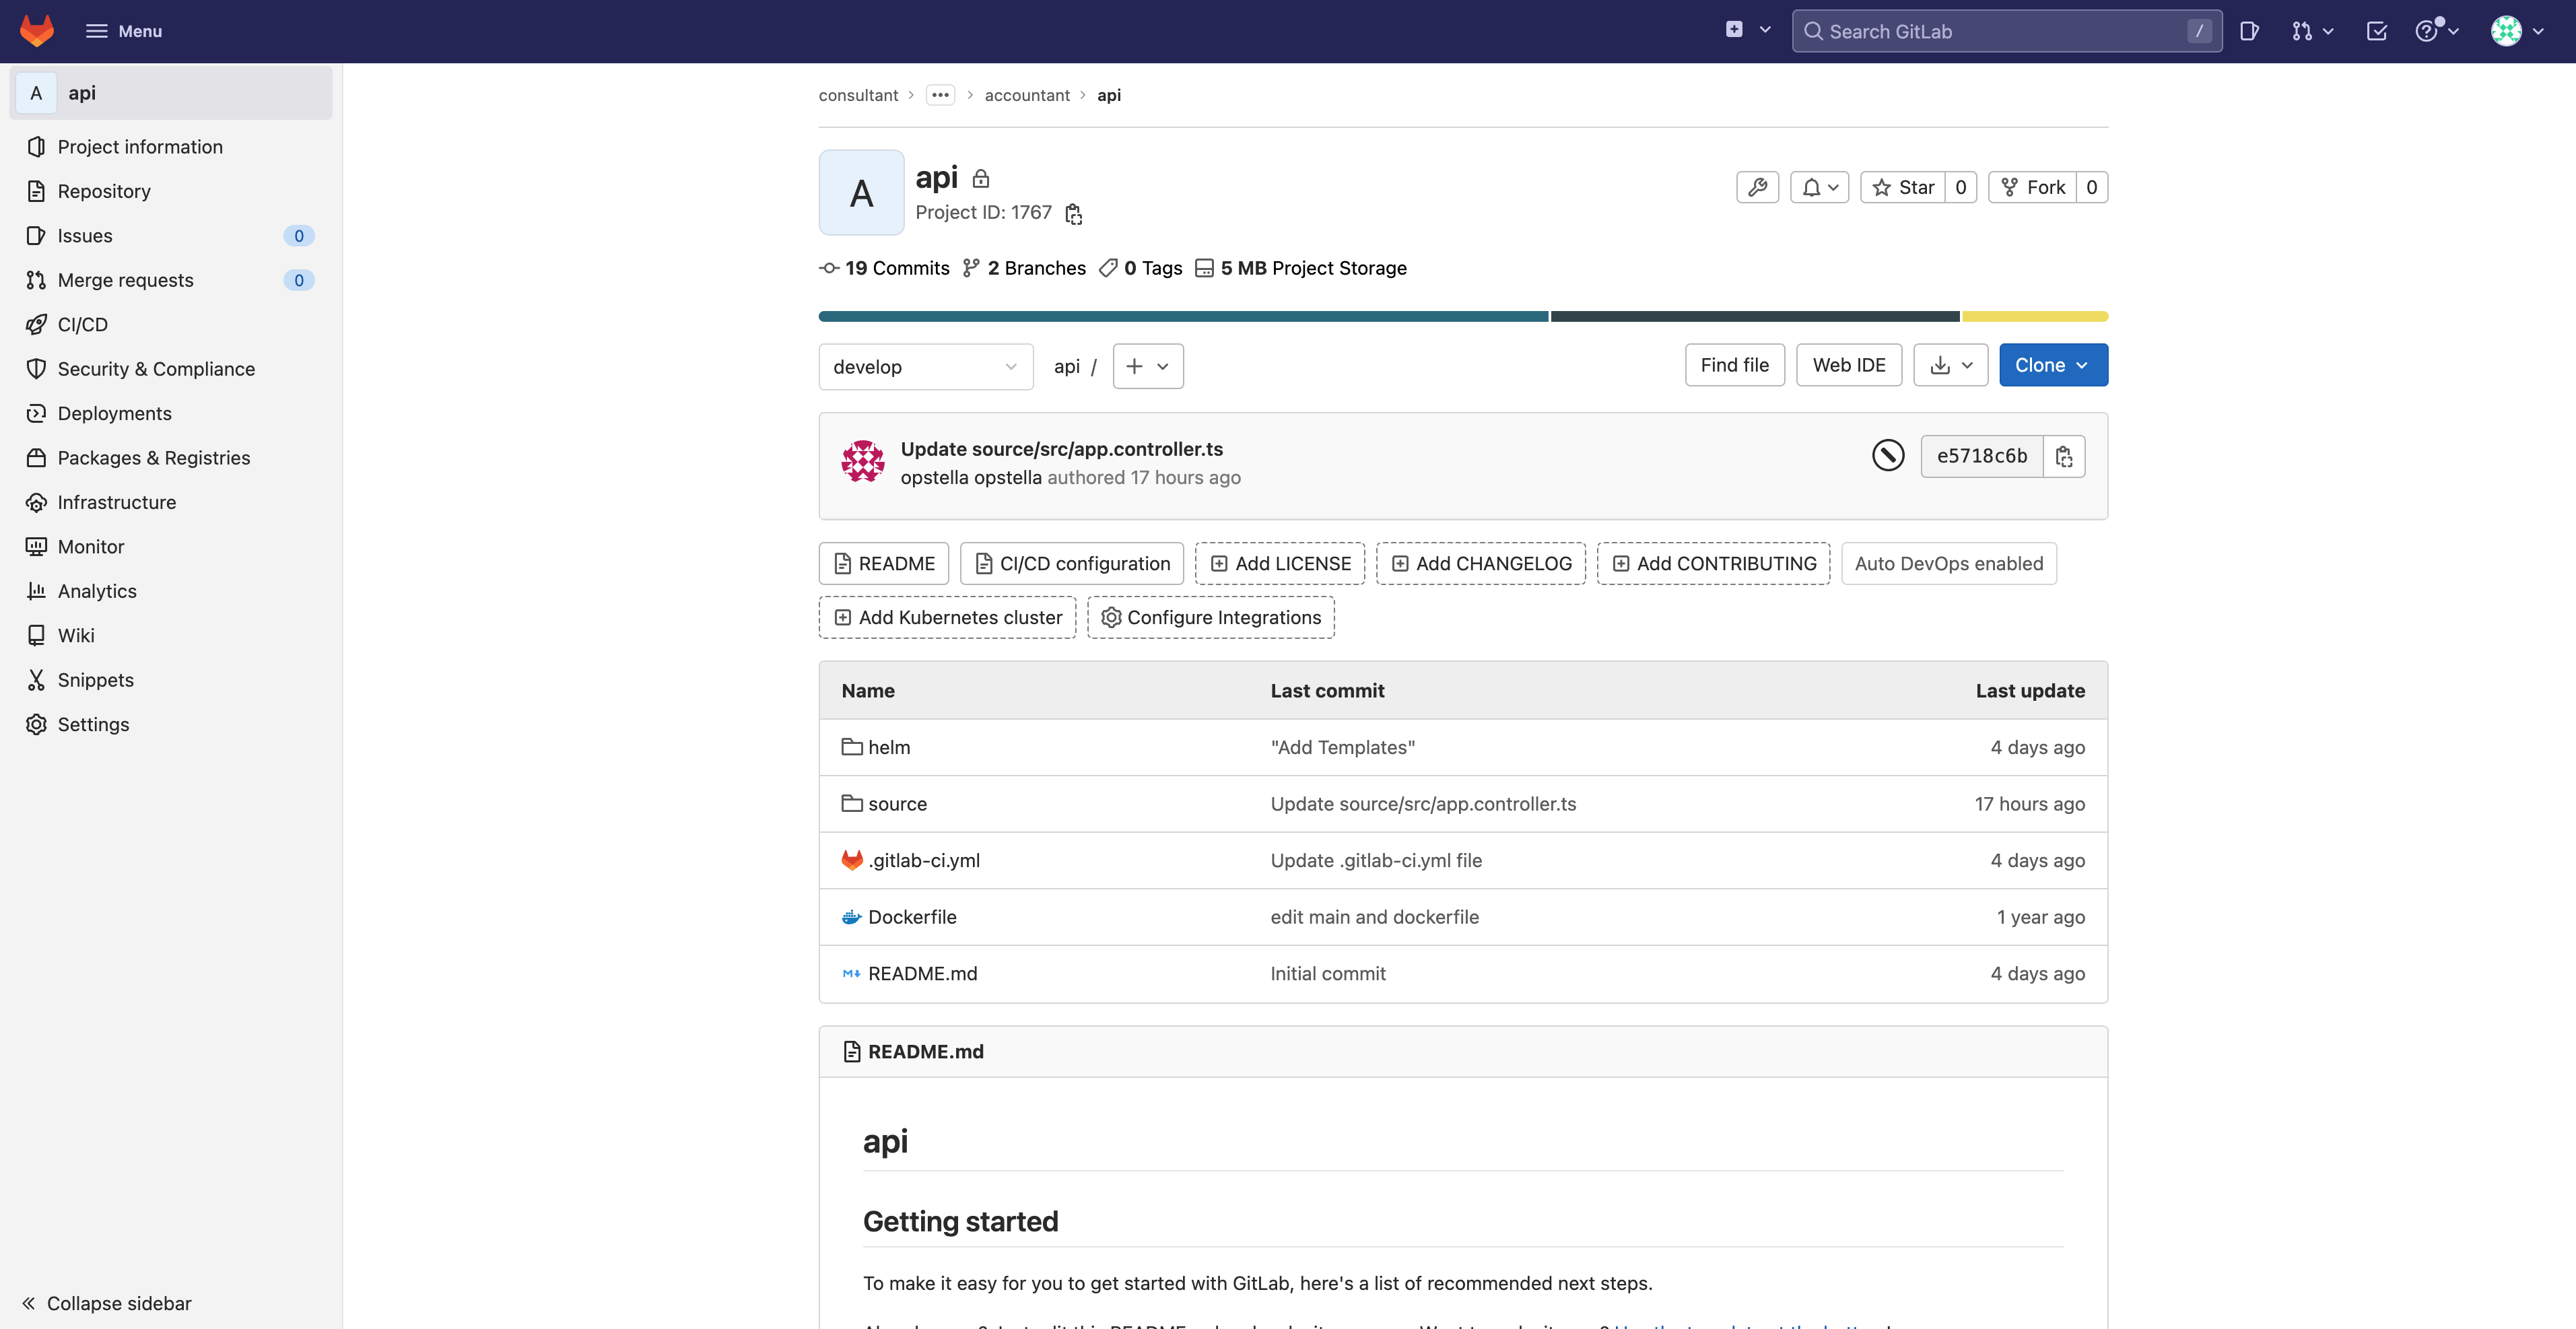 Menu
Search GitLab
/
A
api
Project information
Repository
Issues
0
Merge requests
0
CI/CD
Security & Compliance
Deployments
Packages & Registries
Infrastructure
Monitor
Analytics
Wiki
Snippets
Settings
Collapse sidebar
consultant
accountant
api
A
api
Project ID: 1767
Star
0
Fork
0
19 Commits
2 Branches
0 Tags
5 MB Project Storage
develop
api /
Find file
Web IDE
Clone
Update source/src/app.controller.ts
opstella opstella authored 17 hours ago
e5718c6b
README
CI/CD configuration
Add LICENSE
Add CHANGELOG
Add CONTRIBUTING
Auto DevOps enabled
Add Kubernetes cluster
Configure Integrations
Name Last commit Last update
helm "Add Templates" 4 days ago
source Update source/src/app.controller.ts 17 hours ago
.gitlab-ci.yml Update .gitlab-ci.yml file 4 days ago
Dockerfile edit main and dockerfile 1 year ago
README.md Initial commit 4 days ago
README.md
api
Getting started
To make it easy for you to get started with GitLab, here's a list of recommended next steps.